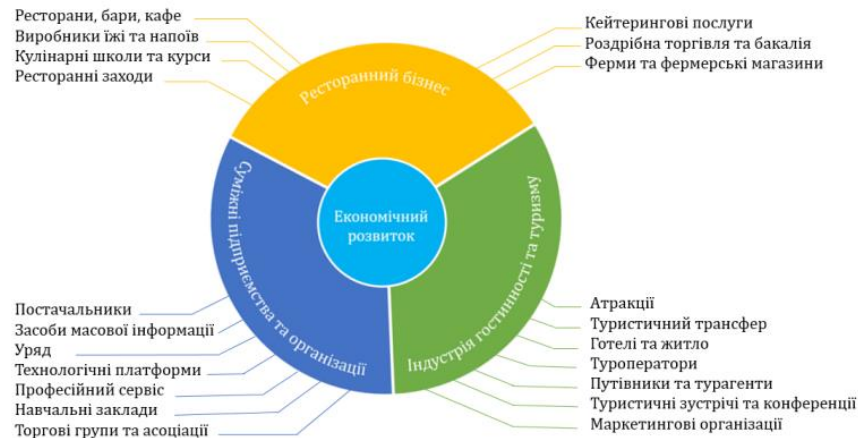 Ресторани, бари, кафе
Виробники їжі та напоїв
Кулінарні школи та курси
Ресторанні заходи
Кейтерингові послуги
Роздрібна торгівля та бакалія
Ферми та фермерські магазини
Ресторанний бізнес
Суміжні підприємства та організації
Економічний
розвиток
Індустрія гостинності та туризму
Постачальники
Засоби масової інформації
Уряд
Технологічні платформи
Професійний сервіс
Навчальні заклади
Торгові групи та асоціації
Атракції
Туристичний трансфер
Готелі та житло
Туроператори
Путівники та турагенти
Туристичні зустрічі та конференції
Маркетингові організації